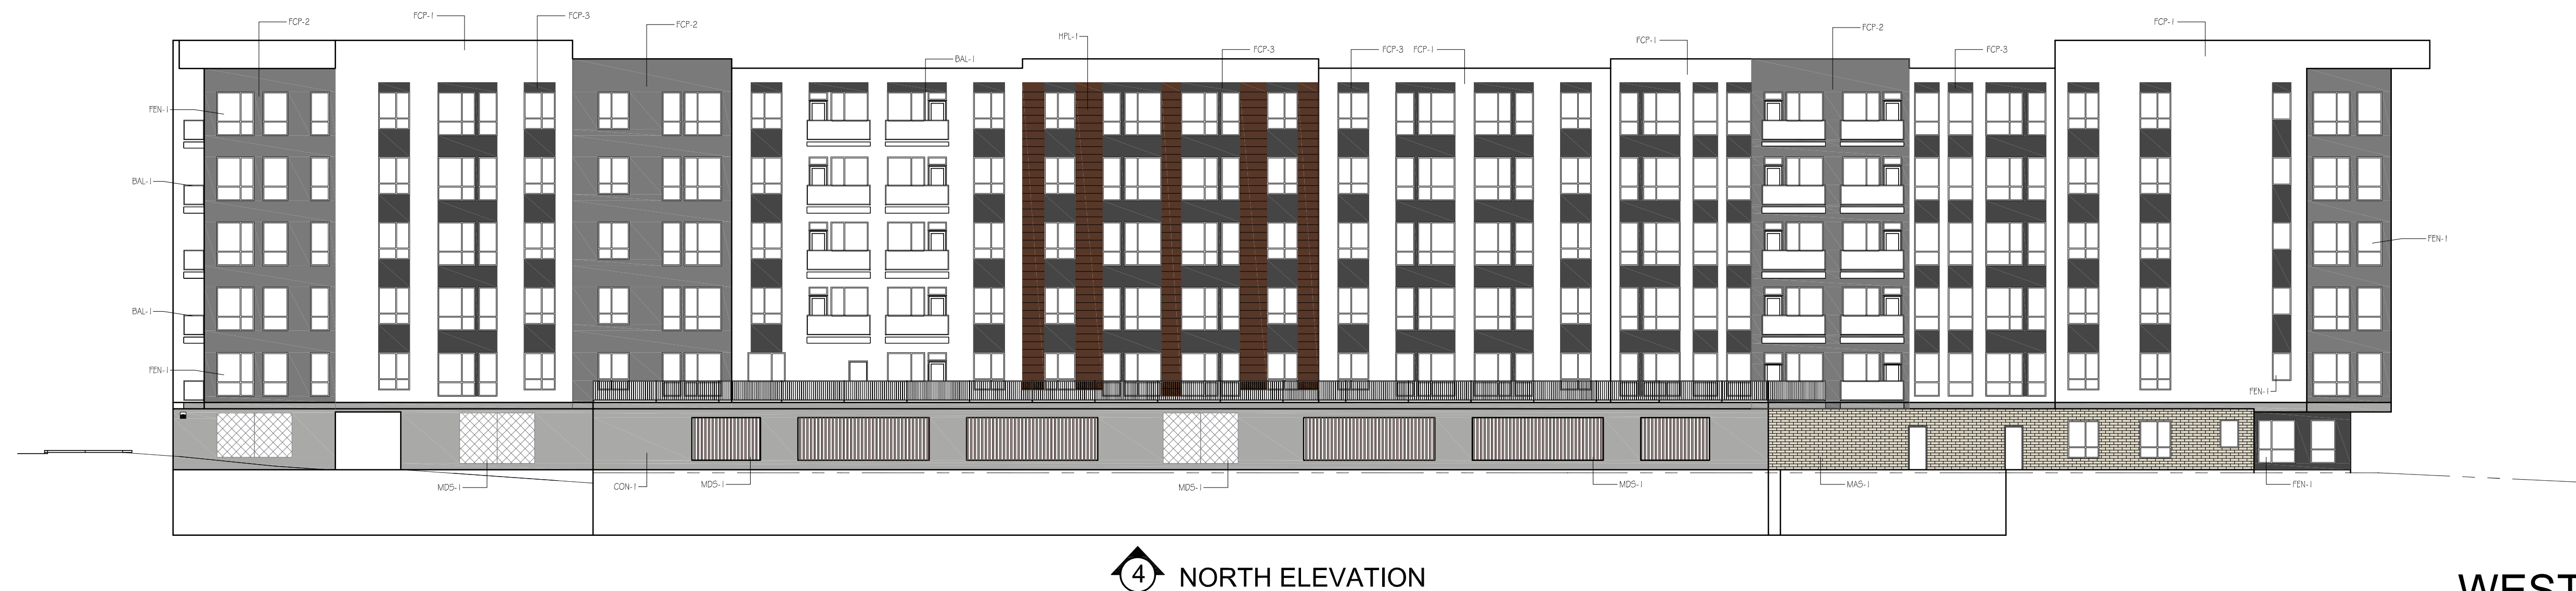 FCP-2
FCP-1
FCP-3
FCP-2
HPL-1
BAL-1
FCP-3
FCP-3
FCP-1
FCP-1
FCP-2
FCP-3
FCP-1
FEN-1
BAL-1
FEN-1
BAL-1
FEN-1
FEN-1
MDS-1
CON-1
MDS-1
MDS-1
MDS-1
MAS-1
FEN-1
4 NORTH ELEVATION
WEST